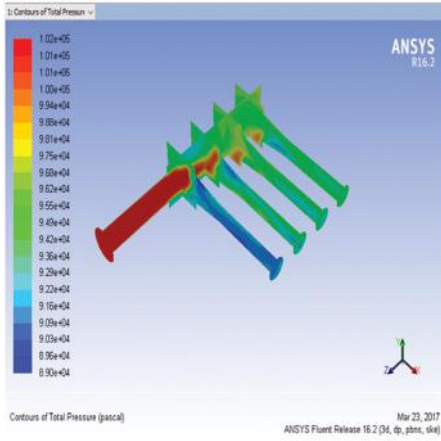 1: Contours of Total Pressur
ANSYS
R16.2
1.02e+05
1.01e+05
1.01e+05
1.00e+05
9.94e+04
9.88e+04
9.81e+04
9.75e+04
9.68e+04
9.62e+04
9.55e+04
9.49e+04
9.42e+04
9.36e+04
9.29e+04
9.22e+04
9.16e+04
9.09e+04
9.03e+04
8.96e+04
8.90e+04
Y
Z
X
Contours of Total Pressure (pascal)
Mar 23, 2017
ANSYS Fluent Release 16.2 (3d, dp, pbns, ske)